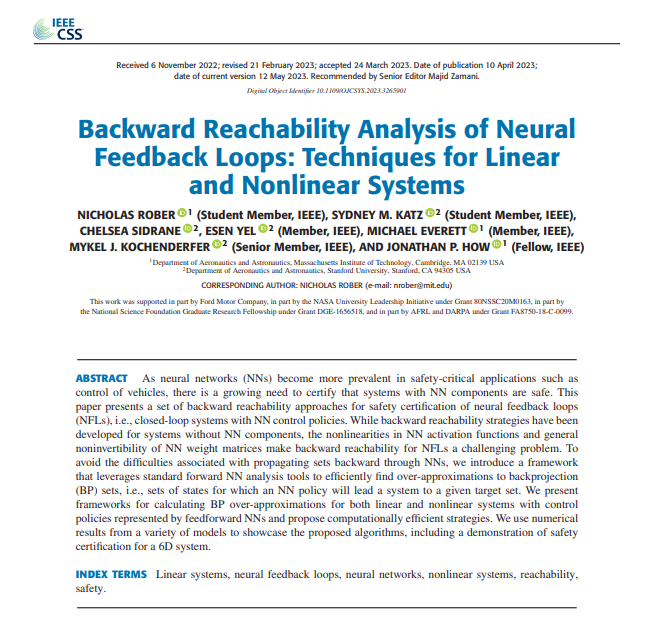 IEEE
CSS
Received 6 November 2022; revised 21 February 2023; accepted 24 March 2023. Date of publication 10 April 2023;
date of current version 12 May 2023. Recommended by Senior Editor Majid Zamani.
Digital Object Identifier 10.1109/OJCSYS.2023.3265901
Backward Reachability Analysis of Neural
Feedback Loops: Techniques for Linear
and Nonlinear Systems
NICHOLAS ROBER iD 1 (Student Member, IEEE), SYDNEY M. KATZ iD 2 (Student Member, IEEE),
CHELSEA SIDRANE iD 2, ESEN YEL iD 2 (Member, IEEE), MICHAEL EVERETT iD 1 (Member, IEEE),
MYKEL J. KOCHENDERFER iD 2 (Senior Member, IEEE), AND JONATHAN P. HOW iD 1 (Fellow, IEEE)
1Department of Aeronautics and Astronautics, Massachusetts Institute of Technology, Cambridge, MA 02139 USA
2Department of Aeronautics and Astronautics, Stanford University, Stanford, CA 94305 USA
CORRESPONDING AUTHOR: NICHOLAS ROBER (e-mail: nrober@mit.edu)
This work was supported in part by Ford Motor Company, in part by the NASA University Leadership Initiative under Grant 80NSSC20M0163, in part by
the National Science Foundation Graduate Research Fellowship under Grant DGE-1656518, and in part by AFRL and DARPA under Grant FA8750-18-C-0099.
ABSTRACT As neural networks (NNs) become more prevalent in safety-critical applications such as
control of vehicles, there is a growing need to certify that systems with NN components are safe. This
paper presents a set of backward reachability approaches for safety certification of neural feedback loops
(NFLs), i.e., closed-loop systems with NN control policies. While backward reachability strategies have been
developed for systems without NN components, the nonlinearities in NN activation functions and general
noninvertibility of NN weight matrices make backward reachability for NFLs a challenging problem. To
avoid the difficulties associated with propagating sets backward through NNs, we introduce a framework
that leverages standard forward NN analysis tools to efficiently find over-approximations to backprojection
(BP) sets, i.e., sets of states for which an NN policy will lead a system to a given target set. We present
frameworks for calculating BP over-approximations for both linear and nonlinear systems with control
policies represented by feedforward NNs and propose computationally efficient strategies. We use numerical
results from a variety of models to showcase the proposed algorithms, including a demonstration of safety
certification for a 6D system.
INDEX TERMS Linear systems, neural feedback loops, neural networks, nonlinear systems, reachability,
safety.